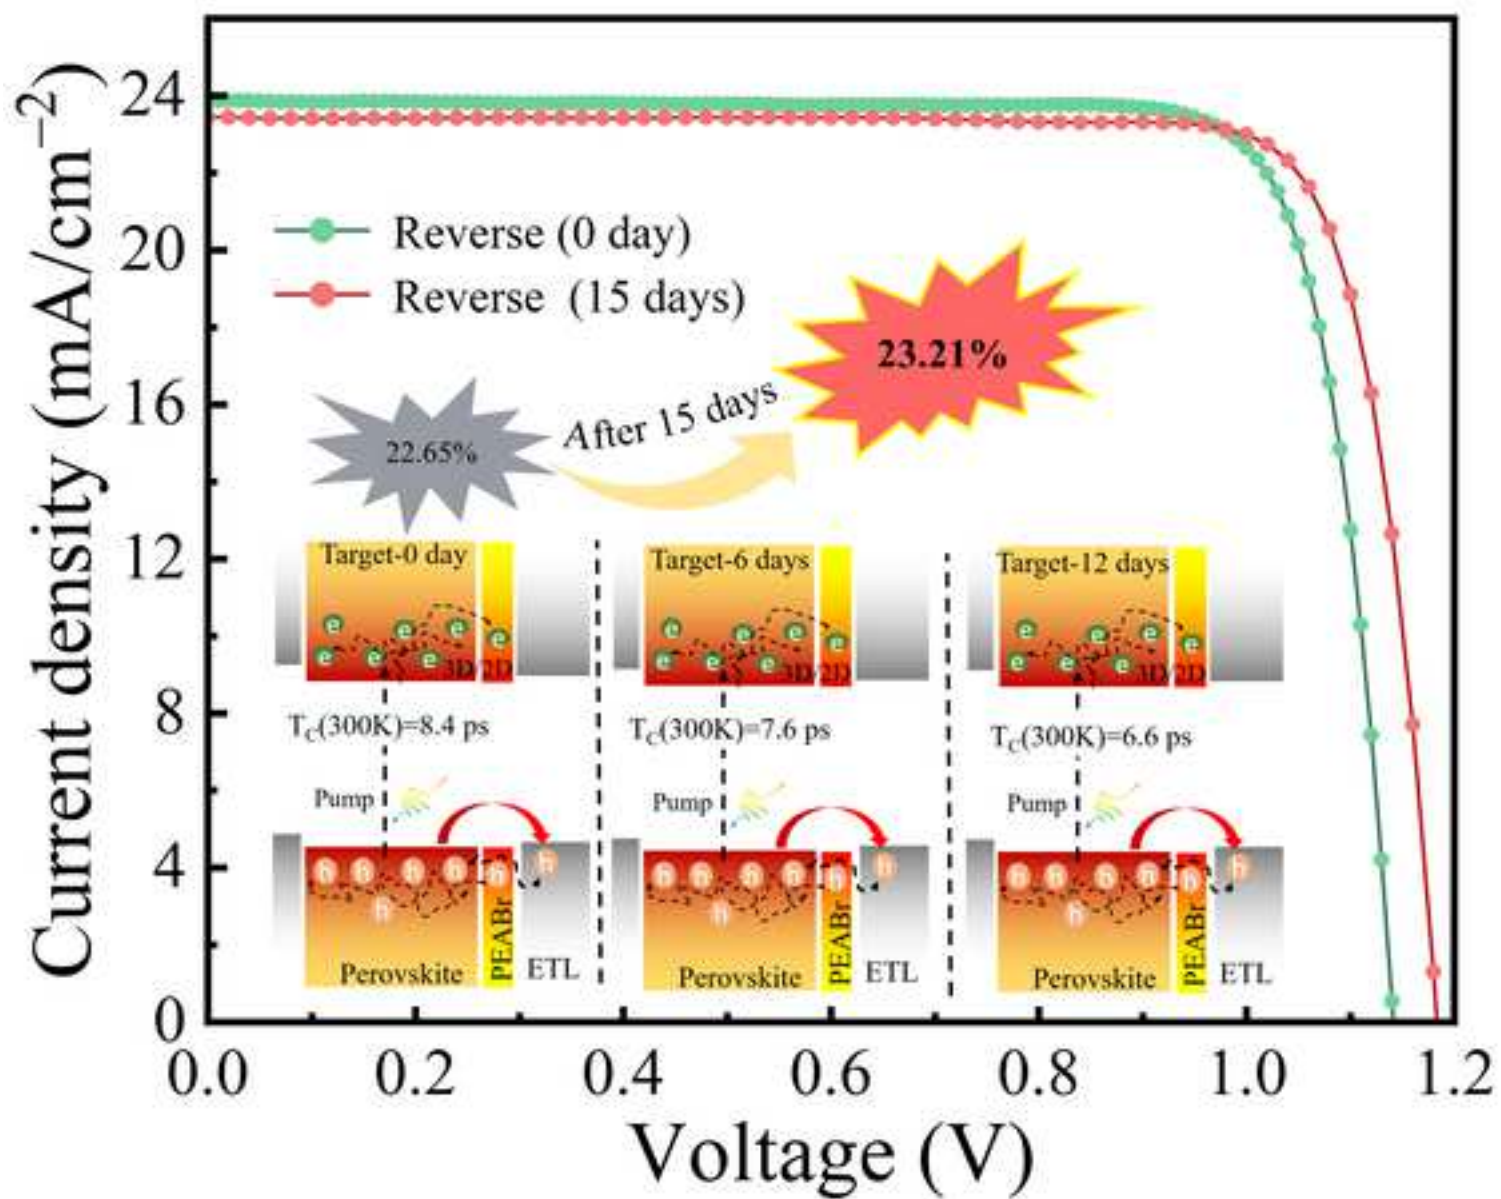 Current density (mA/cm⁻²)
24
20
16
12
8
4
0
Reverse (0 day)
Reverse (15 days)
23.21%
After 15 days
22.65%
Target-0 day
Target-6 days
Target-12 days
e e e e e e e
e e e e e e e
e e e e e e e
3D/2D
3D/2D
3D/2D
T_C(300K)=8.4 ps
T_C(300K)=7.6 ps
T_C(300K)=6.6 ps
Pump
Pump
Pump
h h h h h h h
h h h h h h h
h h h h h h h
Perovskite
PEABr
ETL
Perovskite
PEABr
ETL
Perovskite
PEABr
ETL
0.0 0.2 0.4 0.6 0.8 1.0 1.2
Voltage (V)